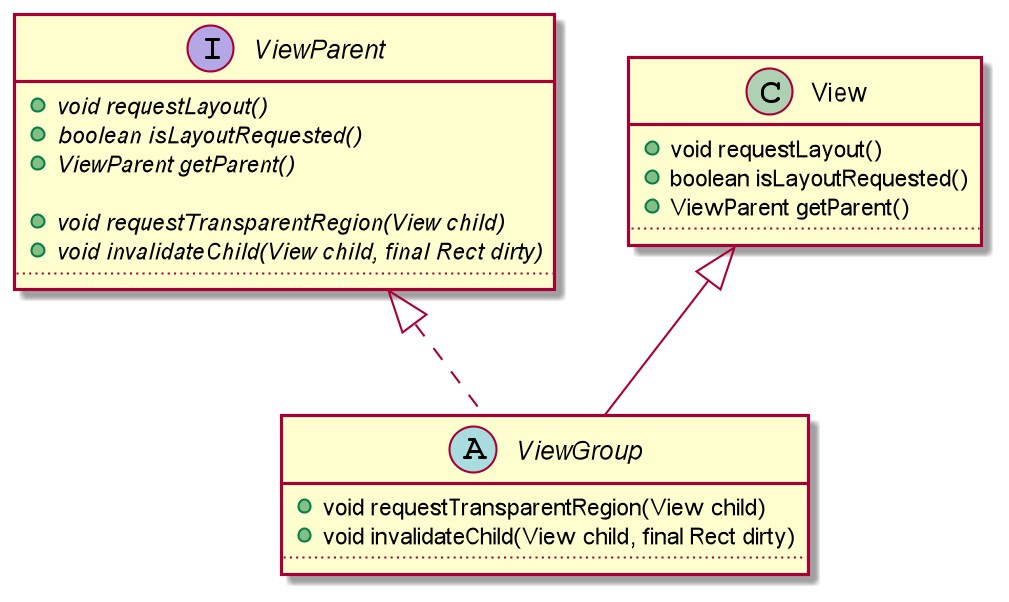 I ViewParent
void requestLayout()
boolean isLayoutRequested()
ViewParent getParent()
void requestTransparentRegion(View child)
void invalidateChild(View child, final Rect dirty)
C View
void requestLayout()
boolean isLayoutRequested()
ViewParent getParent()
A ViewGroup
void requestTransparentRegion(View child)
void invalidateChild(View child, final Rect dirty)